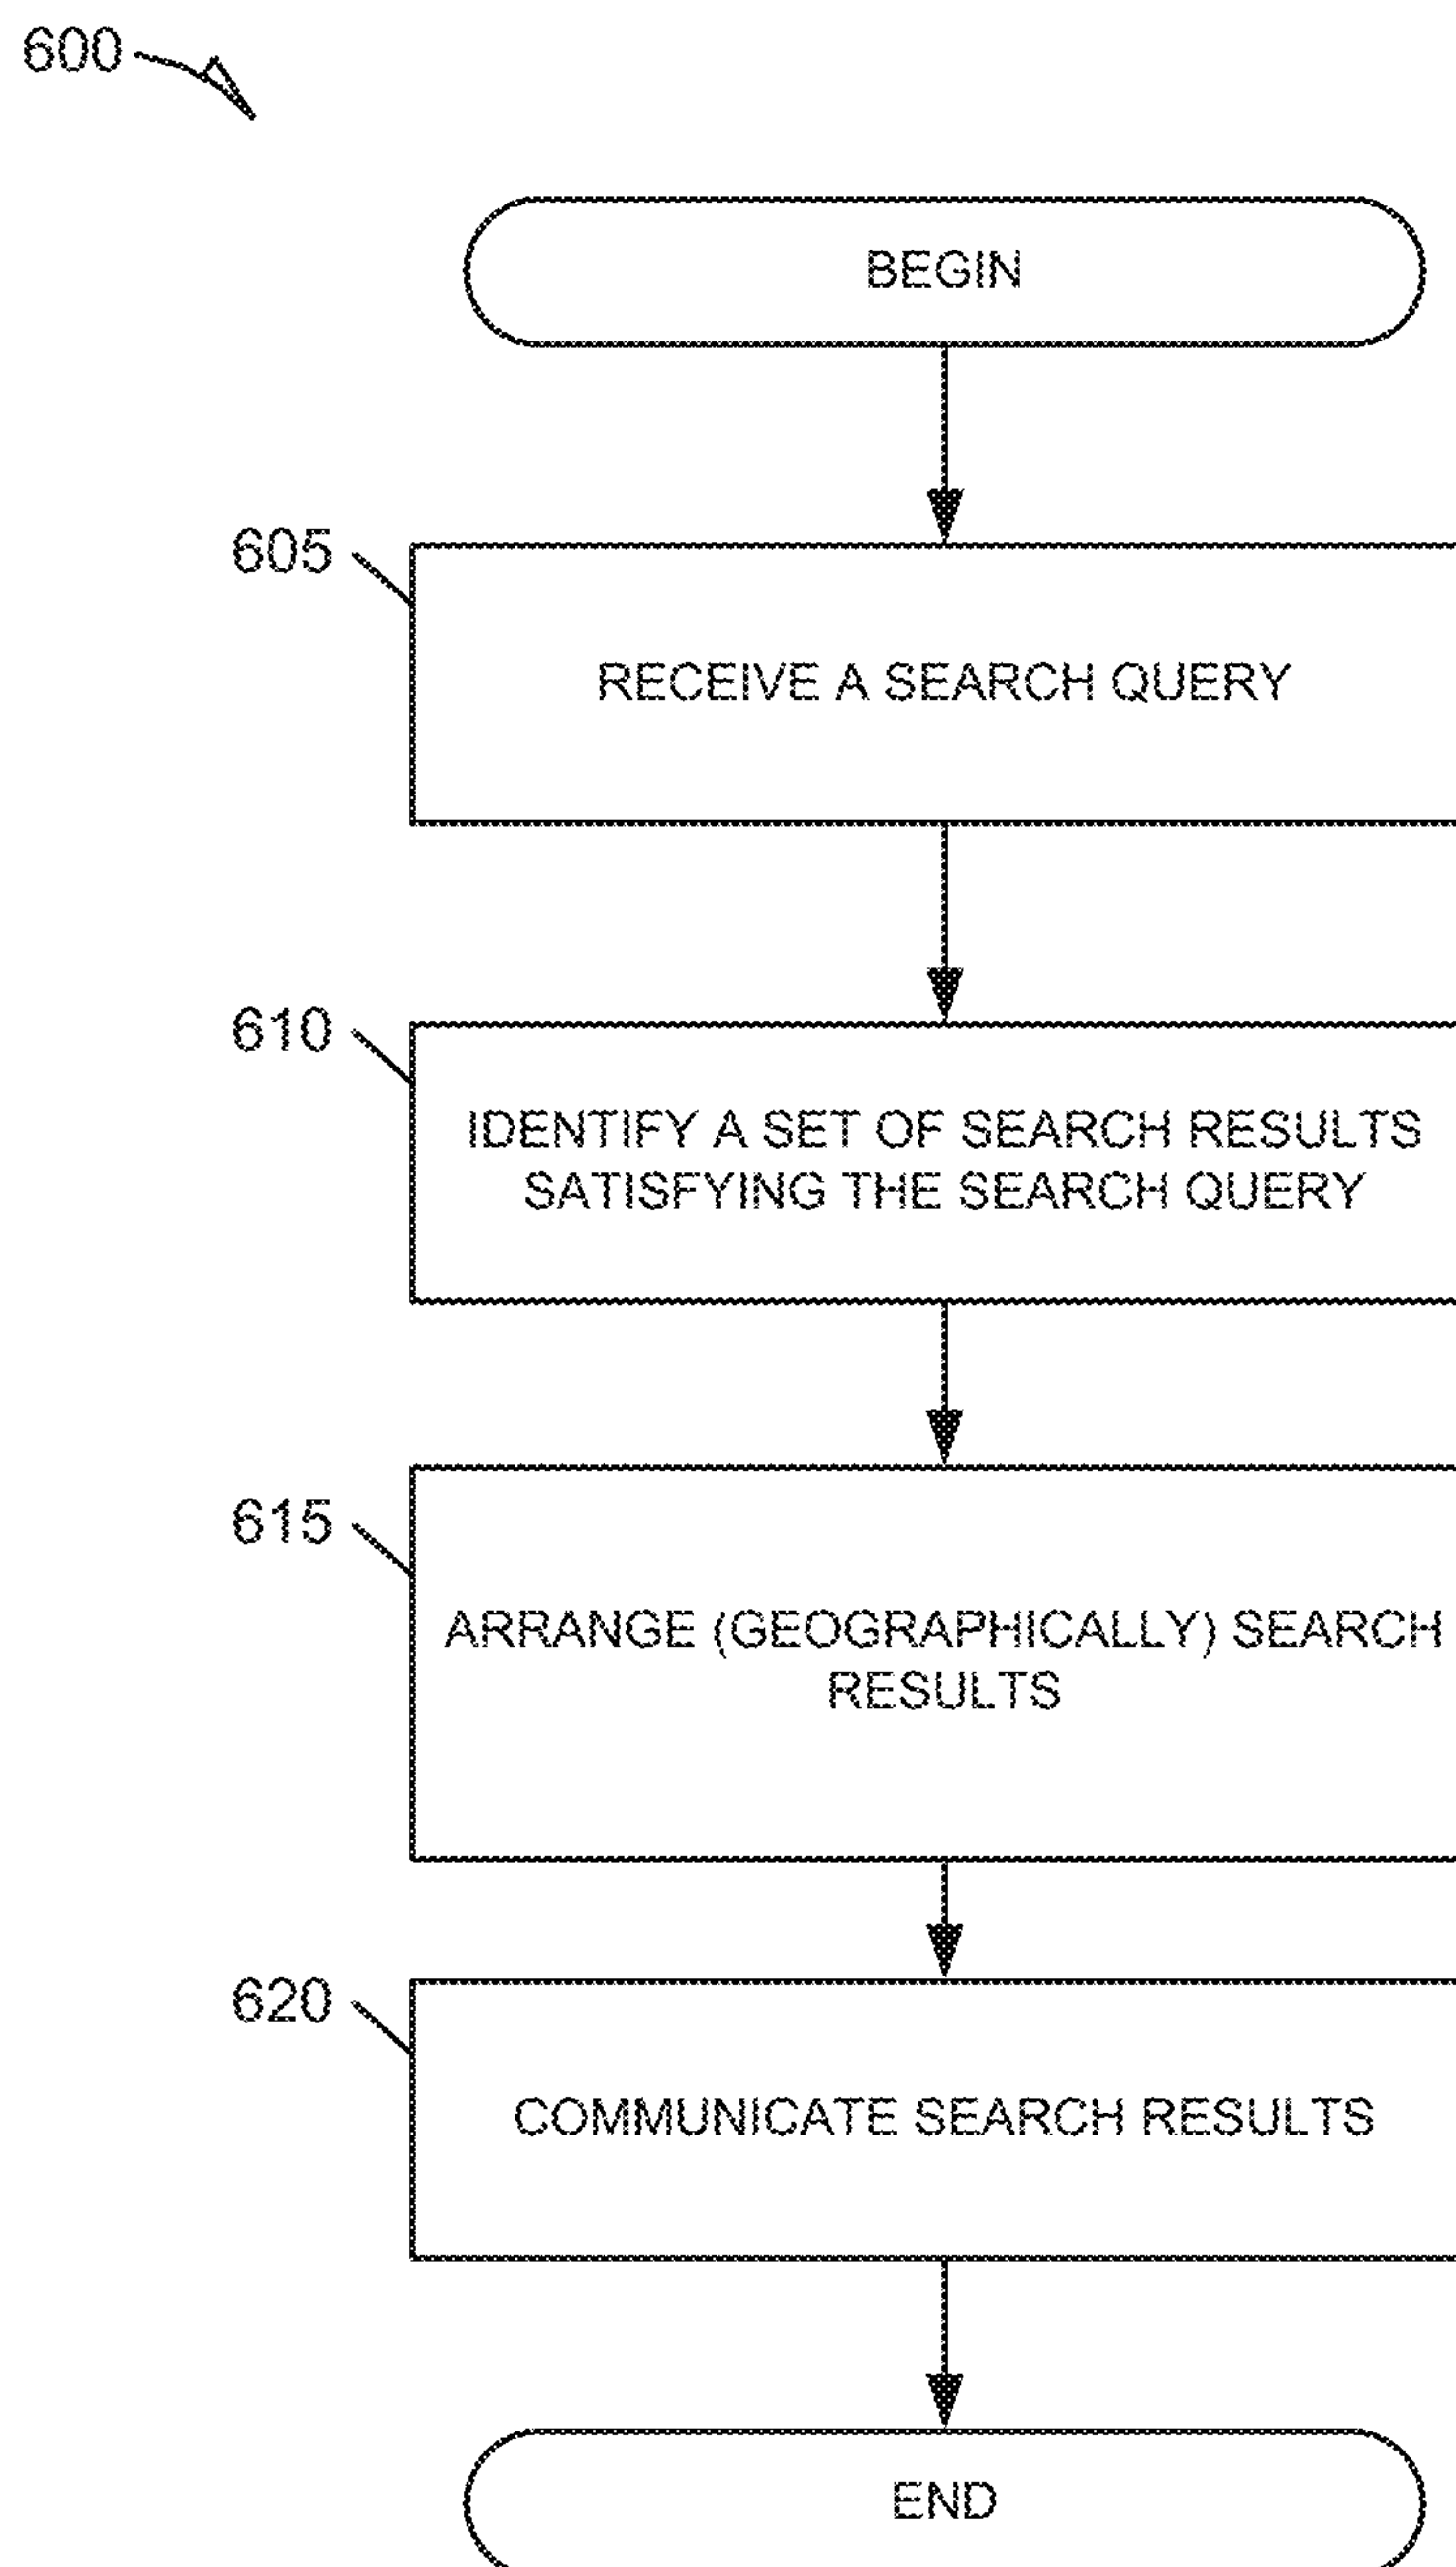 600
BEGIN
605
RECEIVE A SEARCH QUERY
610
IDENTIFY A SET OF SEARCH RESULTS
SATISFYING THE SEARCH QUERY
615
ARRANGE (GEOGRAPHICALLY) SEARCH
RESULTS
620
COMMUNICATE SEARCH RESULTS
END